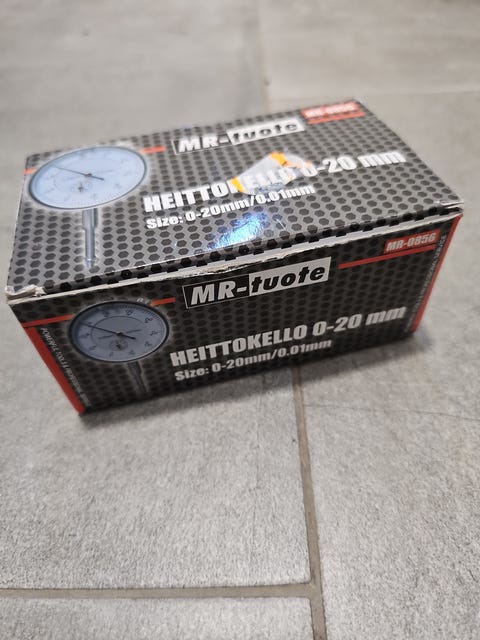 MR-0856
MR-tuote
HEITTOKELLO 0-20 mm
Size: 0-20mm/0.01mm
MR-0856
MR-tuote
HEITTOKELLO 0-20 mm
Size: 0-20mm/0.01mm